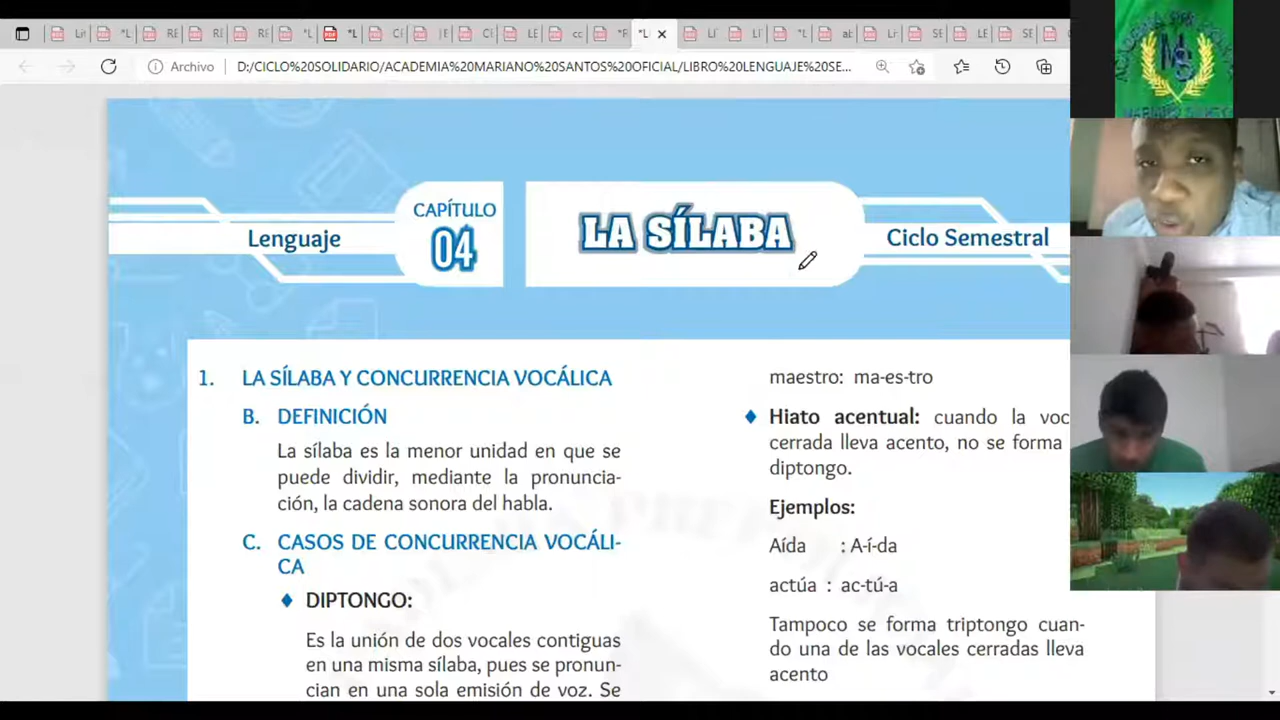 Archivo
D:/CICLO%20SOLIDARIO/ACADEMIA%20MARIANO%20SANTOS%20OFICIAL/LIBRO%20LENGUAJE%20SE...
Lenguaje
CAPÍTULO
04
LA SÍLABA
Ciclo Semestral
1. LA SÍLABA Y CONCURRENCIA VOCÁLICA
B. DEFINICIÓN
La sílaba es la menor unidad en que se
puede dividir, mediante la pronuncia-
ción, la cadena sonora del habla.
C. CASOS DE CONCURRENCIA VOCÁLI-
CA
DIPTONGO:
Es la unión de dos vocales contiguas
en una misma sílaba, pues se pronun-
cian en una sola emisión de voz. Se
maestro: ma-es-tro
Hiato acentual: cuando la voc
cerrada lleva acento, no se forma
diptongo.
Ejemplos:
Aída : A-í-da
actúa : ac-tú-a
Tampoco se forma triptongo cuan-
do una de las vocales cerradas lleva
acento